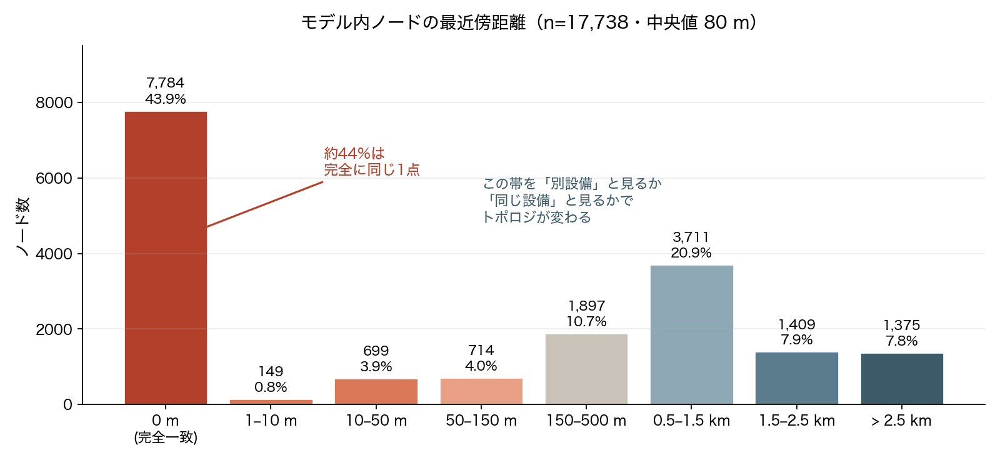 モデル内ノードの最近傍距離（n=17,738・中央値 80 m）
ノード数
8000
6000
4000
2000
0
7,784
43.9%
149
0.8%
699
3.9%
714
4.0%
1,897
10.7%
3,711
20.9%
1,409
7.9%
1,375
7.8%
約44%は
完全に同じ1点
この帯を「別設備」と見るか
「同じ設備」と見るかで
トポロジが変わる
0 m
(完全一致)
1–10 m
10–50 m
50–150 m
150–500 m
0.5–1.5 km
1.5–2.5 km
> 2.5 km